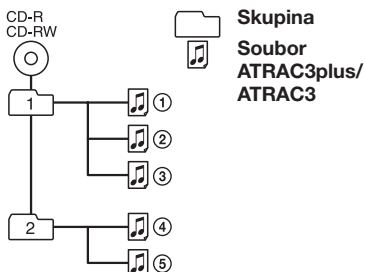 CD-R
CD-RW
1
①
②
③
2
④
⑤
Skupina
Soubor
ATRAC3plus/
ATRAC3